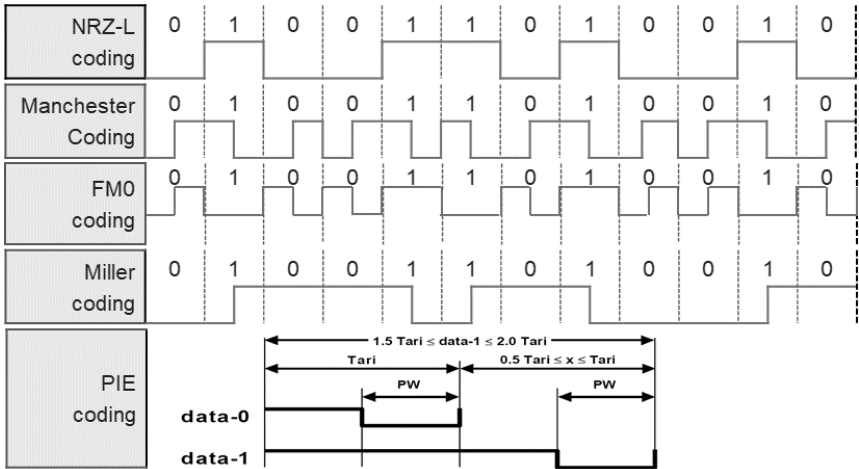 NRZ-L coding
0 1 0 0 1 1 0 1 0 0 1 0
Manchester Coding
0 1 0 0 1 1 0 1 0 0 1 0
FM0 coding
0 1 0 0 1 1 0 1 0 0 1 0
Miller coding
0 1 0 0 1 1 0 1 0 0 1 0
PIE coding
1.5 Tari ≤ data-1 ≤ 2.0 Tari
Tari 0.5 Tari ≤ x ≤ Tari
PW PW
data-0
data-1